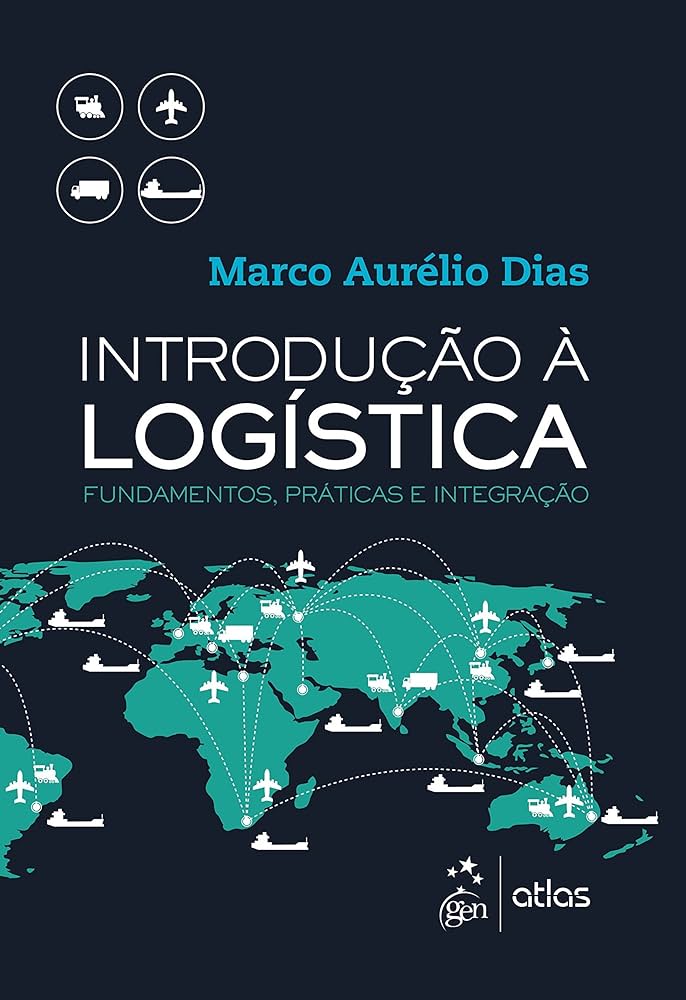 Marco Aurélio Dias
INTRODUÇÃO À
LOGÍSTICA
FUNDAMENTOS, PRÁTICAS E INTEGRAÇÃO
gen
atlas